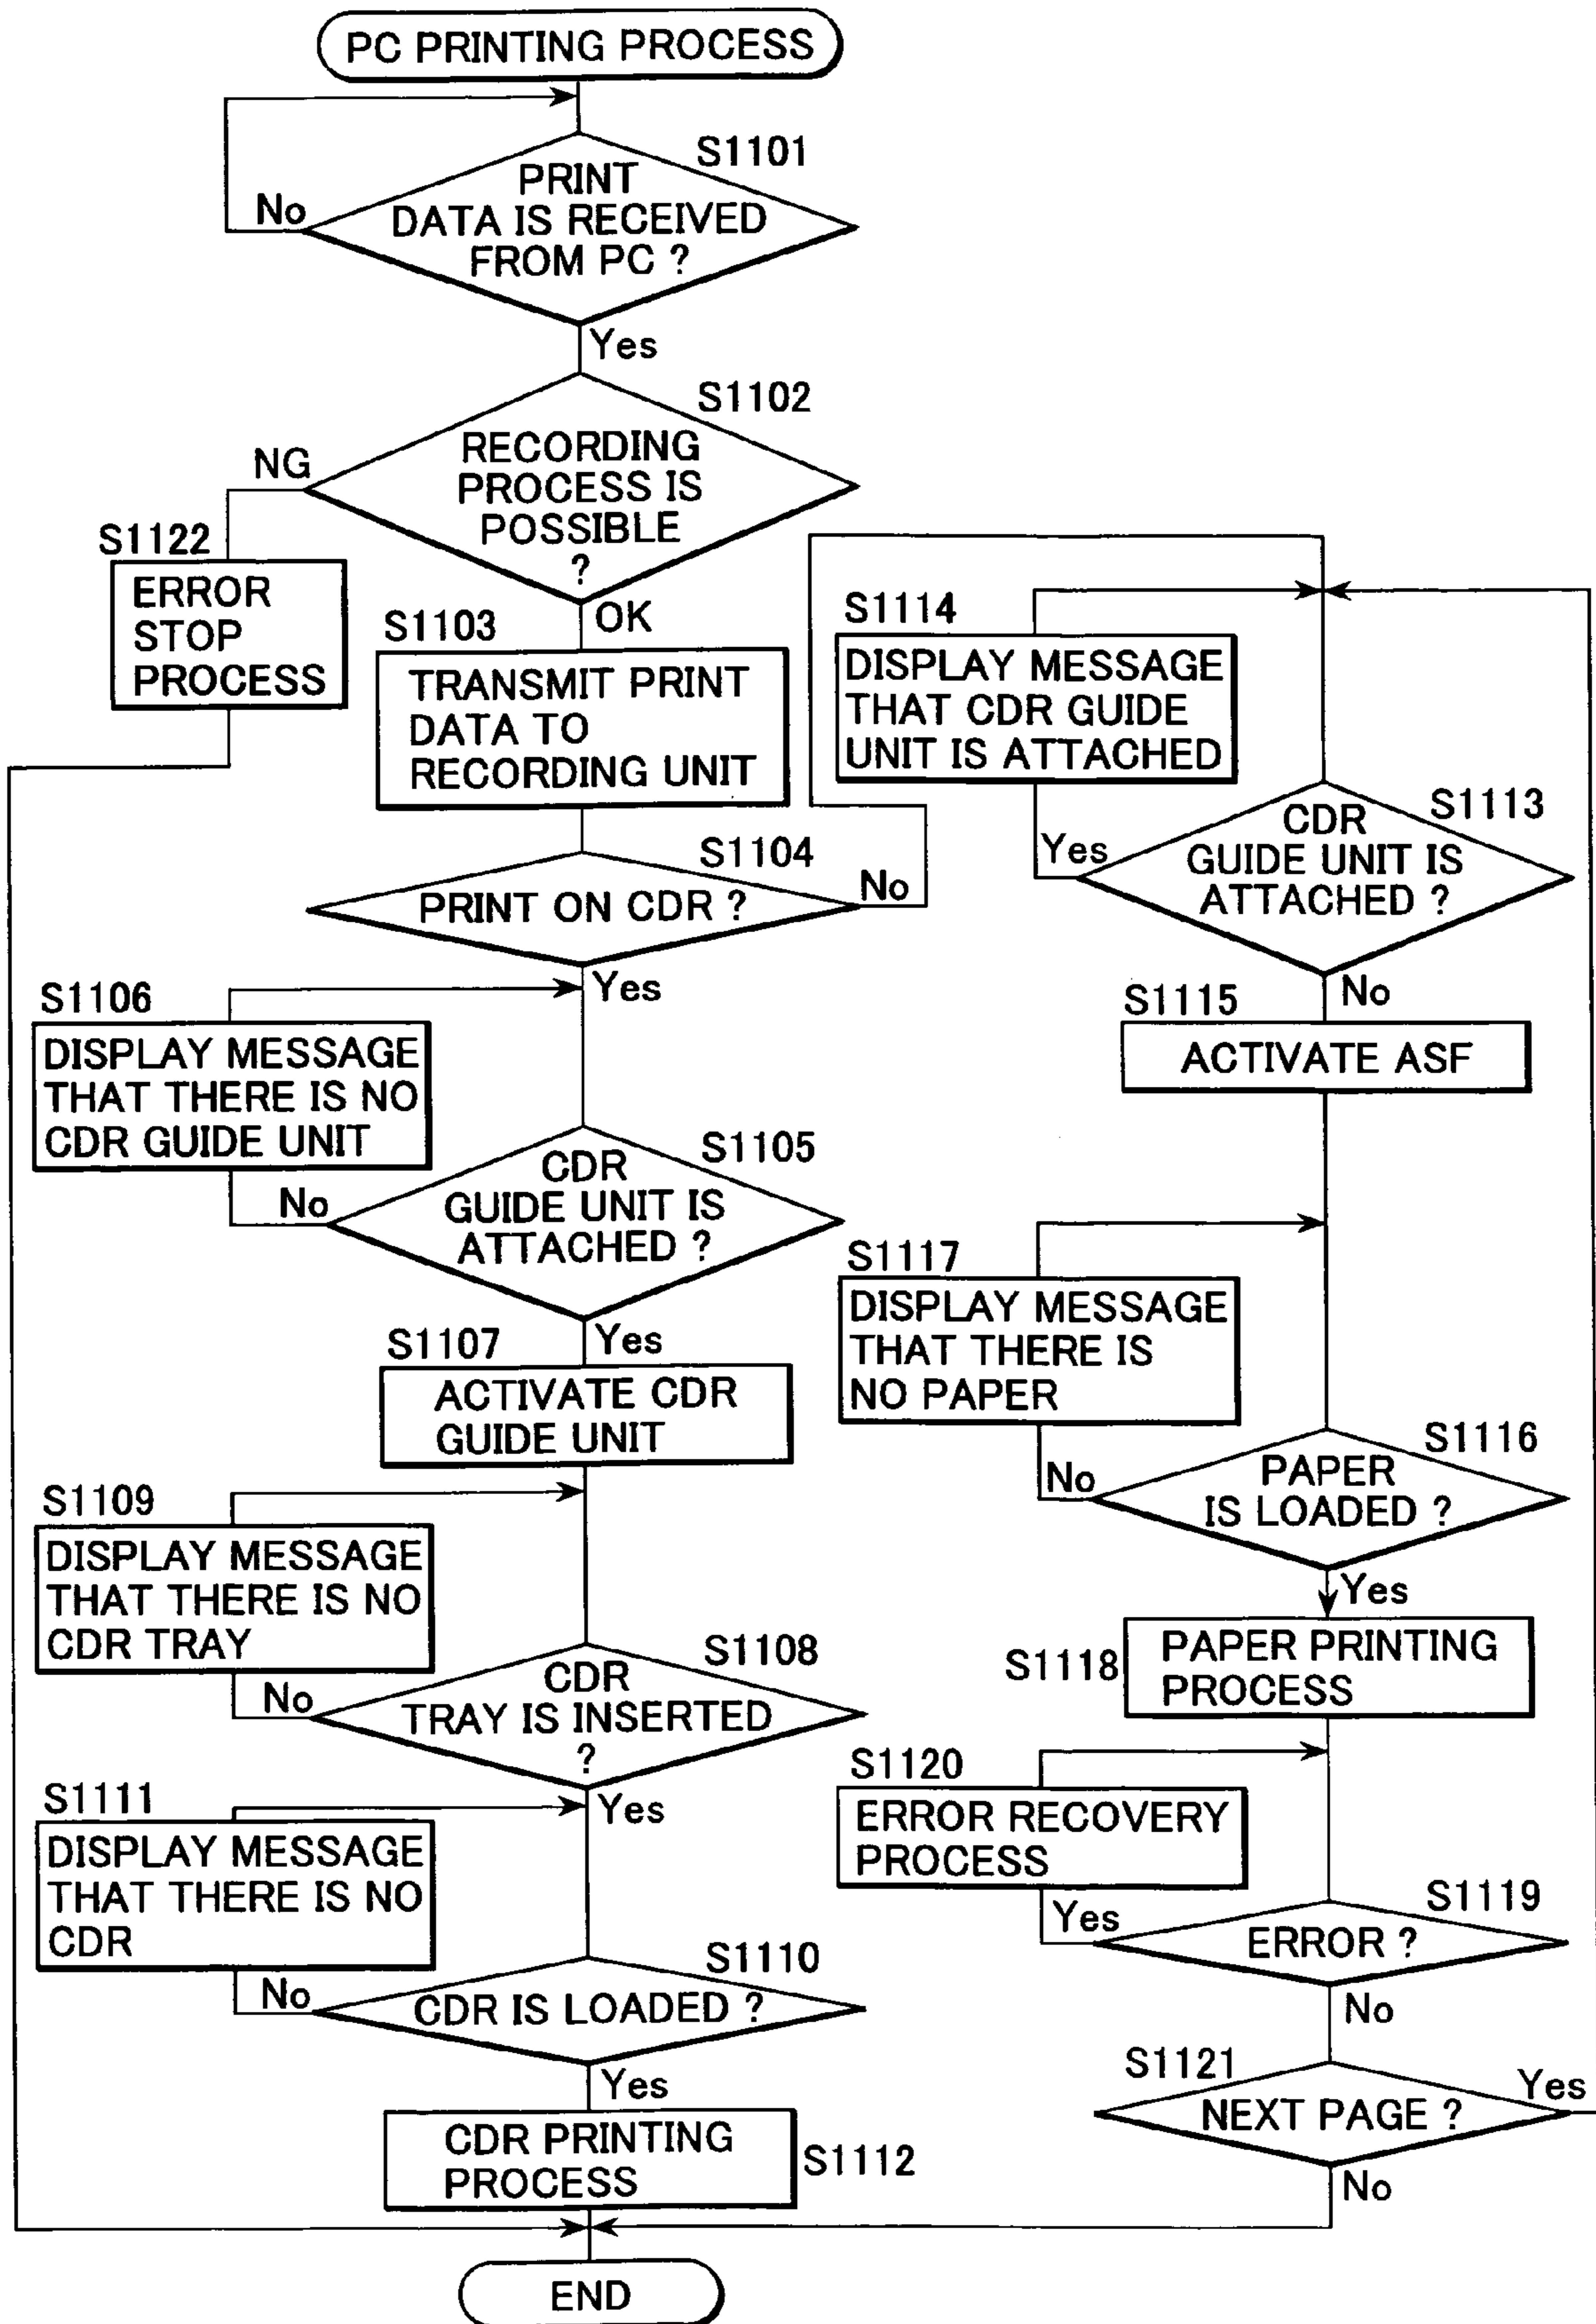 PC PRINTING PROCESS
S1101
PRINT
DATA IS RECEIVED
FROM PC ?
No
Yes
S1102
RECORDING
PROCESS IS
POSSIBLE
?
NG
OK
S1122
ERROR
STOP
PROCESS
S1103
TRANSMIT PRINT
DATA TO
RECORDING UNIT
S1104
PRINT ON CDR ?
No
Yes
S1106
DISPLAY MESSAGE
THAT THERE IS NO
CDR GUIDE UNIT
S1105
CDR
GUIDE UNIT IS
ATTACHED ?
No
Yes
S1107
ACTIVATE CDR
GUIDE UNIT
S1109
DISPLAY MESSAGE
THAT THERE IS NO
CDR TRAY
S1108
CDR
TRAY IS INSERTED
?
No
Yes
S1111
DISPLAY MESSAGE
THAT THERE IS NO
CDR
S1110
CDR IS LOADED ?
No
Yes
CDR PRINTING
PROCESS
S1112
S1114
DISPLAY MESSAGE
THAT CDR GUIDE
UNIT IS ATTACHED
S1113
CDR
GUIDE UNIT IS
ATTACHED ?
Yes
No
S1115
ACTIVATE ASF
S1117
DISPLAY MESSAGE
THAT THERE IS
NO PAPER
S1116
PAPER
IS LOADED ?
No
Yes
S1118
PAPER PRINTING
PROCESS
S1120
ERROR RECOVERY
PROCESS
S1119
ERROR ?
Yes
No
S1121
NEXT PAGE ?
Yes
No
END